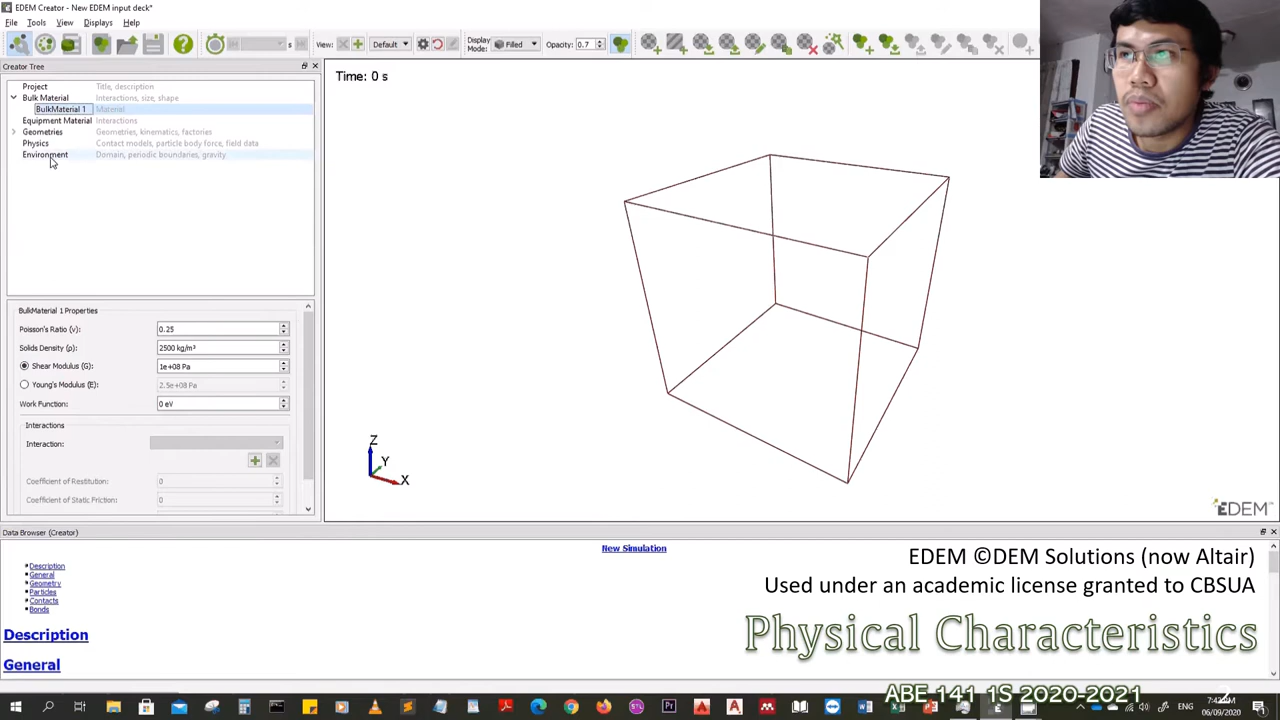 EDEM Creator - New EDEM input deck*
File Tools View Displays Help
s View: Default Display Mode: Filled Opacity: 0.7
Creator Tree
Project Title, description
Bulk Material Interactions, size, shape
BulkMaterial 1 Material
Equipment Material Interactions
Geometries Geometries, kinematics, factories
Physics Contact models, particle body force, field data
Environment Domain, periodic boundaries, gravity
Time: 0 s
BulkMaterial 1 Properties
Poisson's Ratio (ν): 0.25
Solids Density (ρ): 2500 kg/m³
Shear Modulus (G): 1e+08 Pa
Young's Modulus (E): 2.5e+08 Pa
Work Function: 0 eV
Interactions
Interaction:
Coefficient of Restitution: 0
Coefficient of Static Friction: 0
Z
Y
X
EDEM™
Data Browser (Creator)
New Simulation
Description
General
Geometry
Particles
Contacts
Bonds
Description
General
EDEM ©DEM Solutions (now Altair)
Used under an academic license granted to CBSUA
Physical Characteristics
ABE 141 1S 2020-2021
06/09/2020